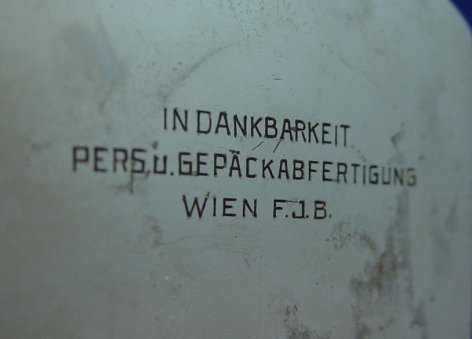 IN DANKBARKEIT
PERS.u.GEPÄCKABFERTIGUNG
WIEN F.J.B.